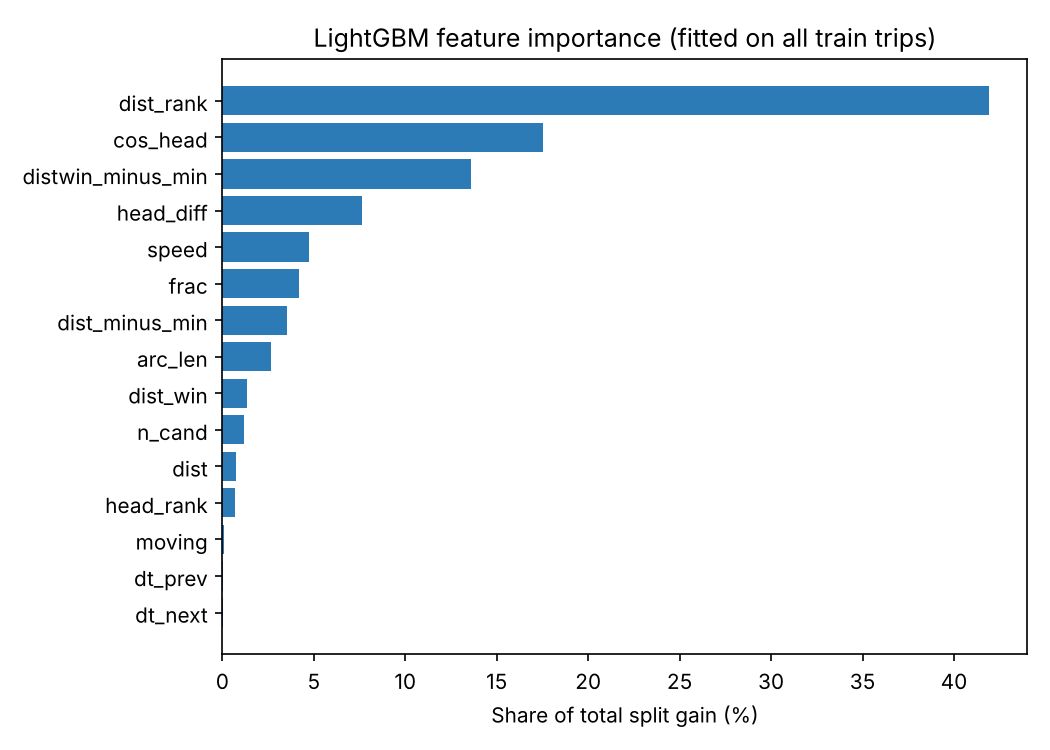 LightGBM feature importance (fitted on all train trips)
dist_rank
cos_head
distwin_minus_min
head_diff
speed
frac
dist_minus_min
arc_len
dist_win
n_cand
dist
head_rank
moving
dt_prev
dt_next
0 5 10 15 20 25 30 35 40
Share of total split gain (%)